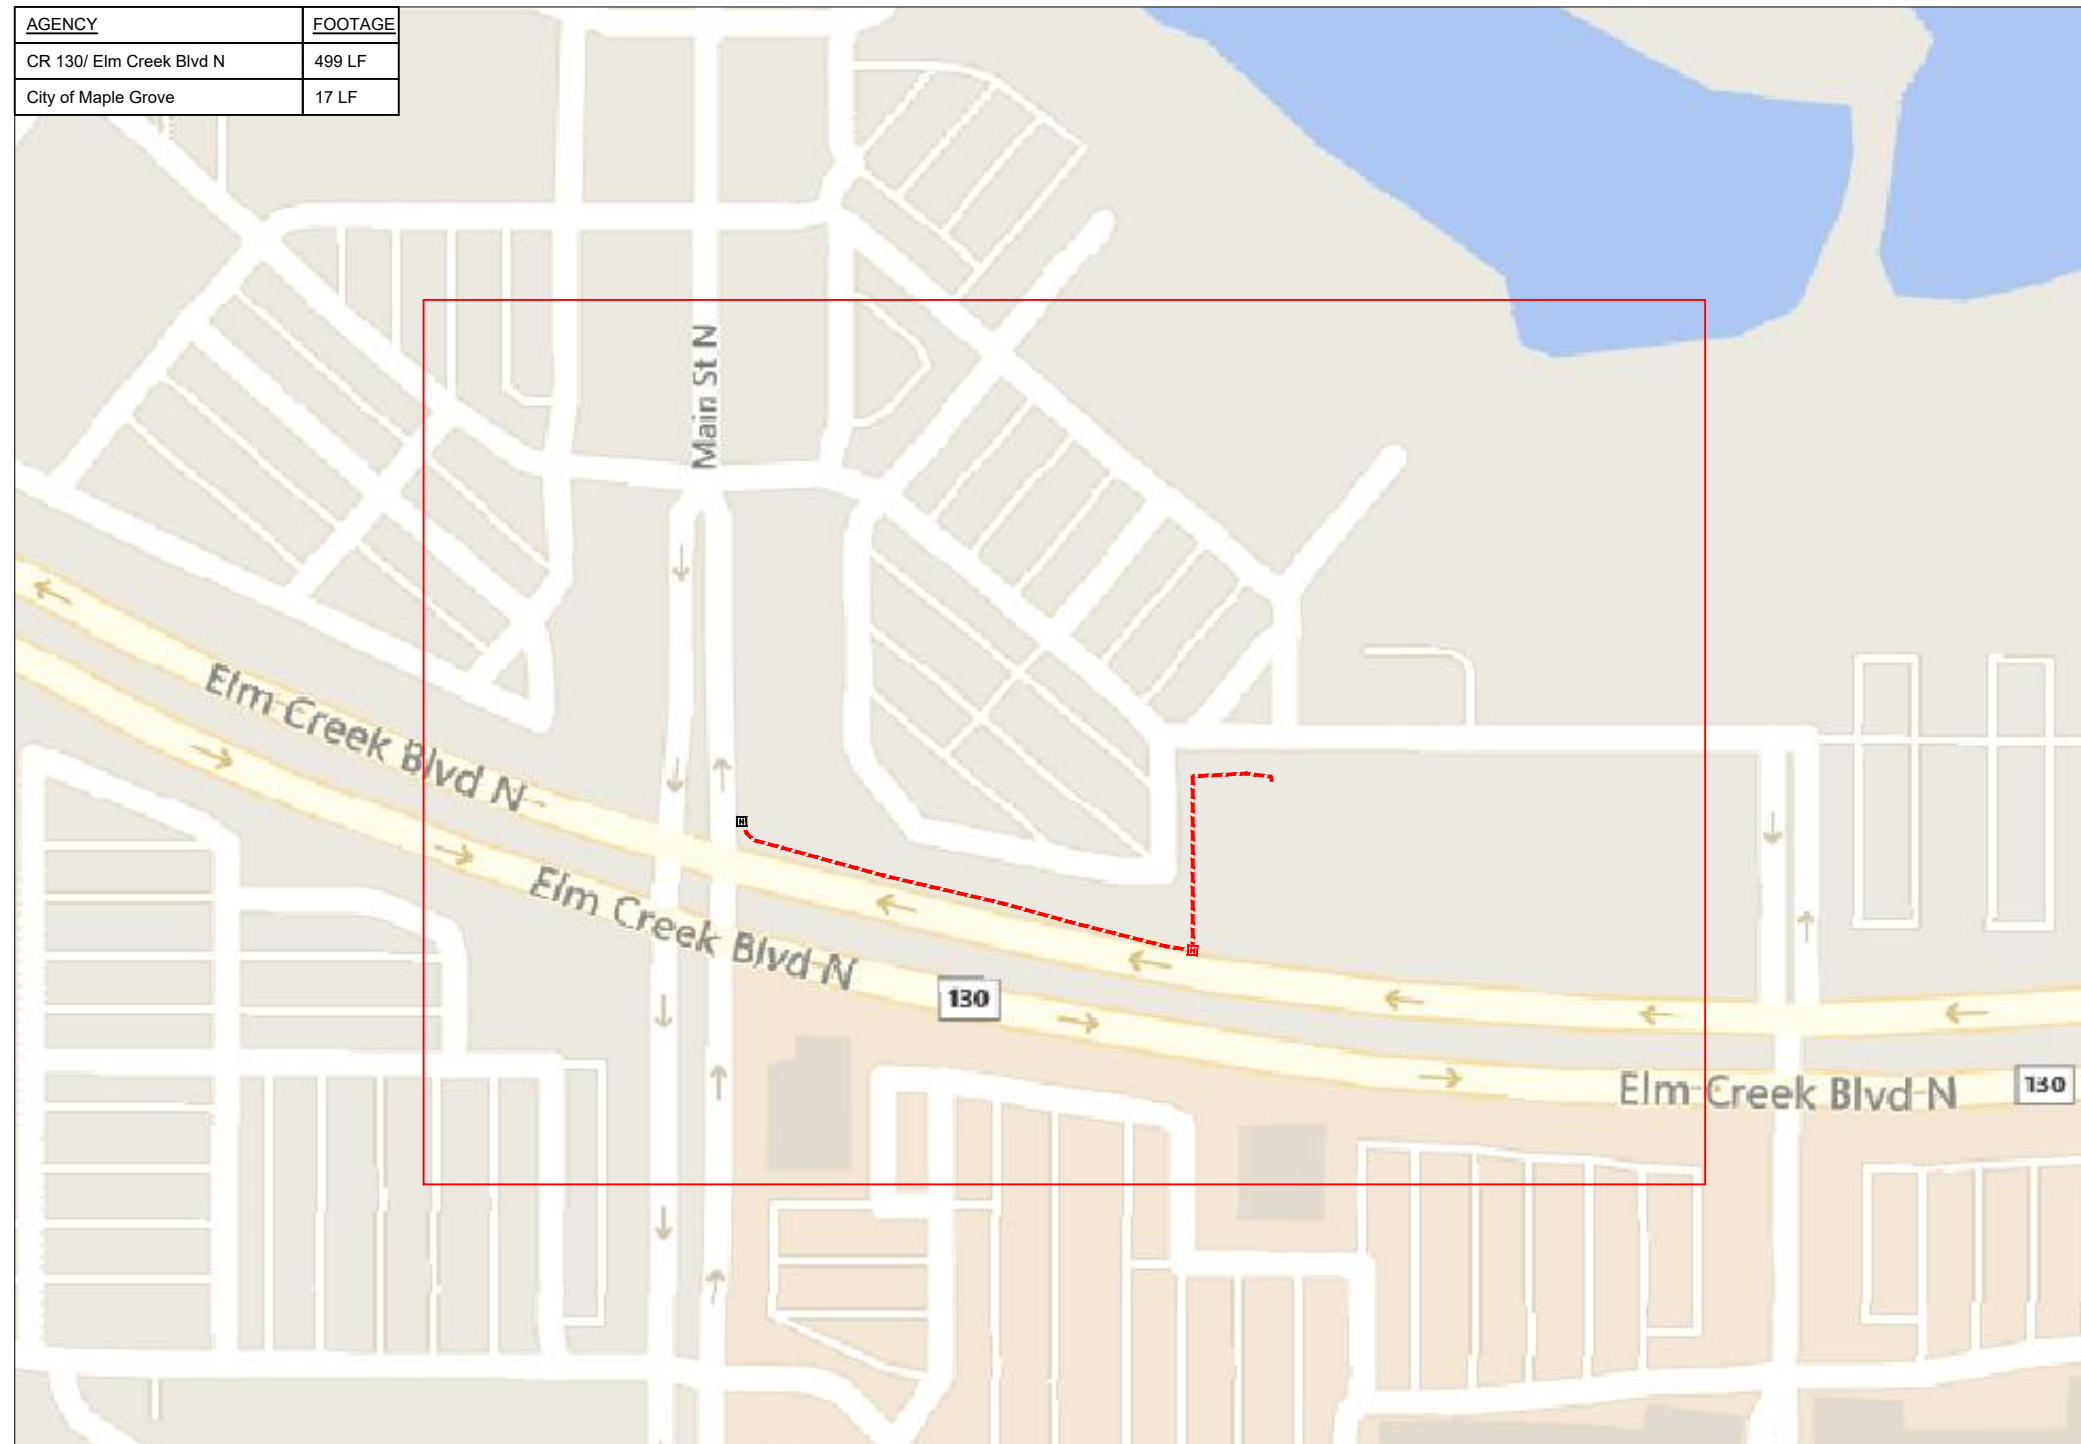 AGENCY FOOTAGE
CR 130/ Elm Creek Blvd N 499 LF
City of Maple Grove 17 LF
Main St N
Elm Creek Blvd N
Elm Creek Blvd N
130
Elm Creek Blvd N
130
H
H